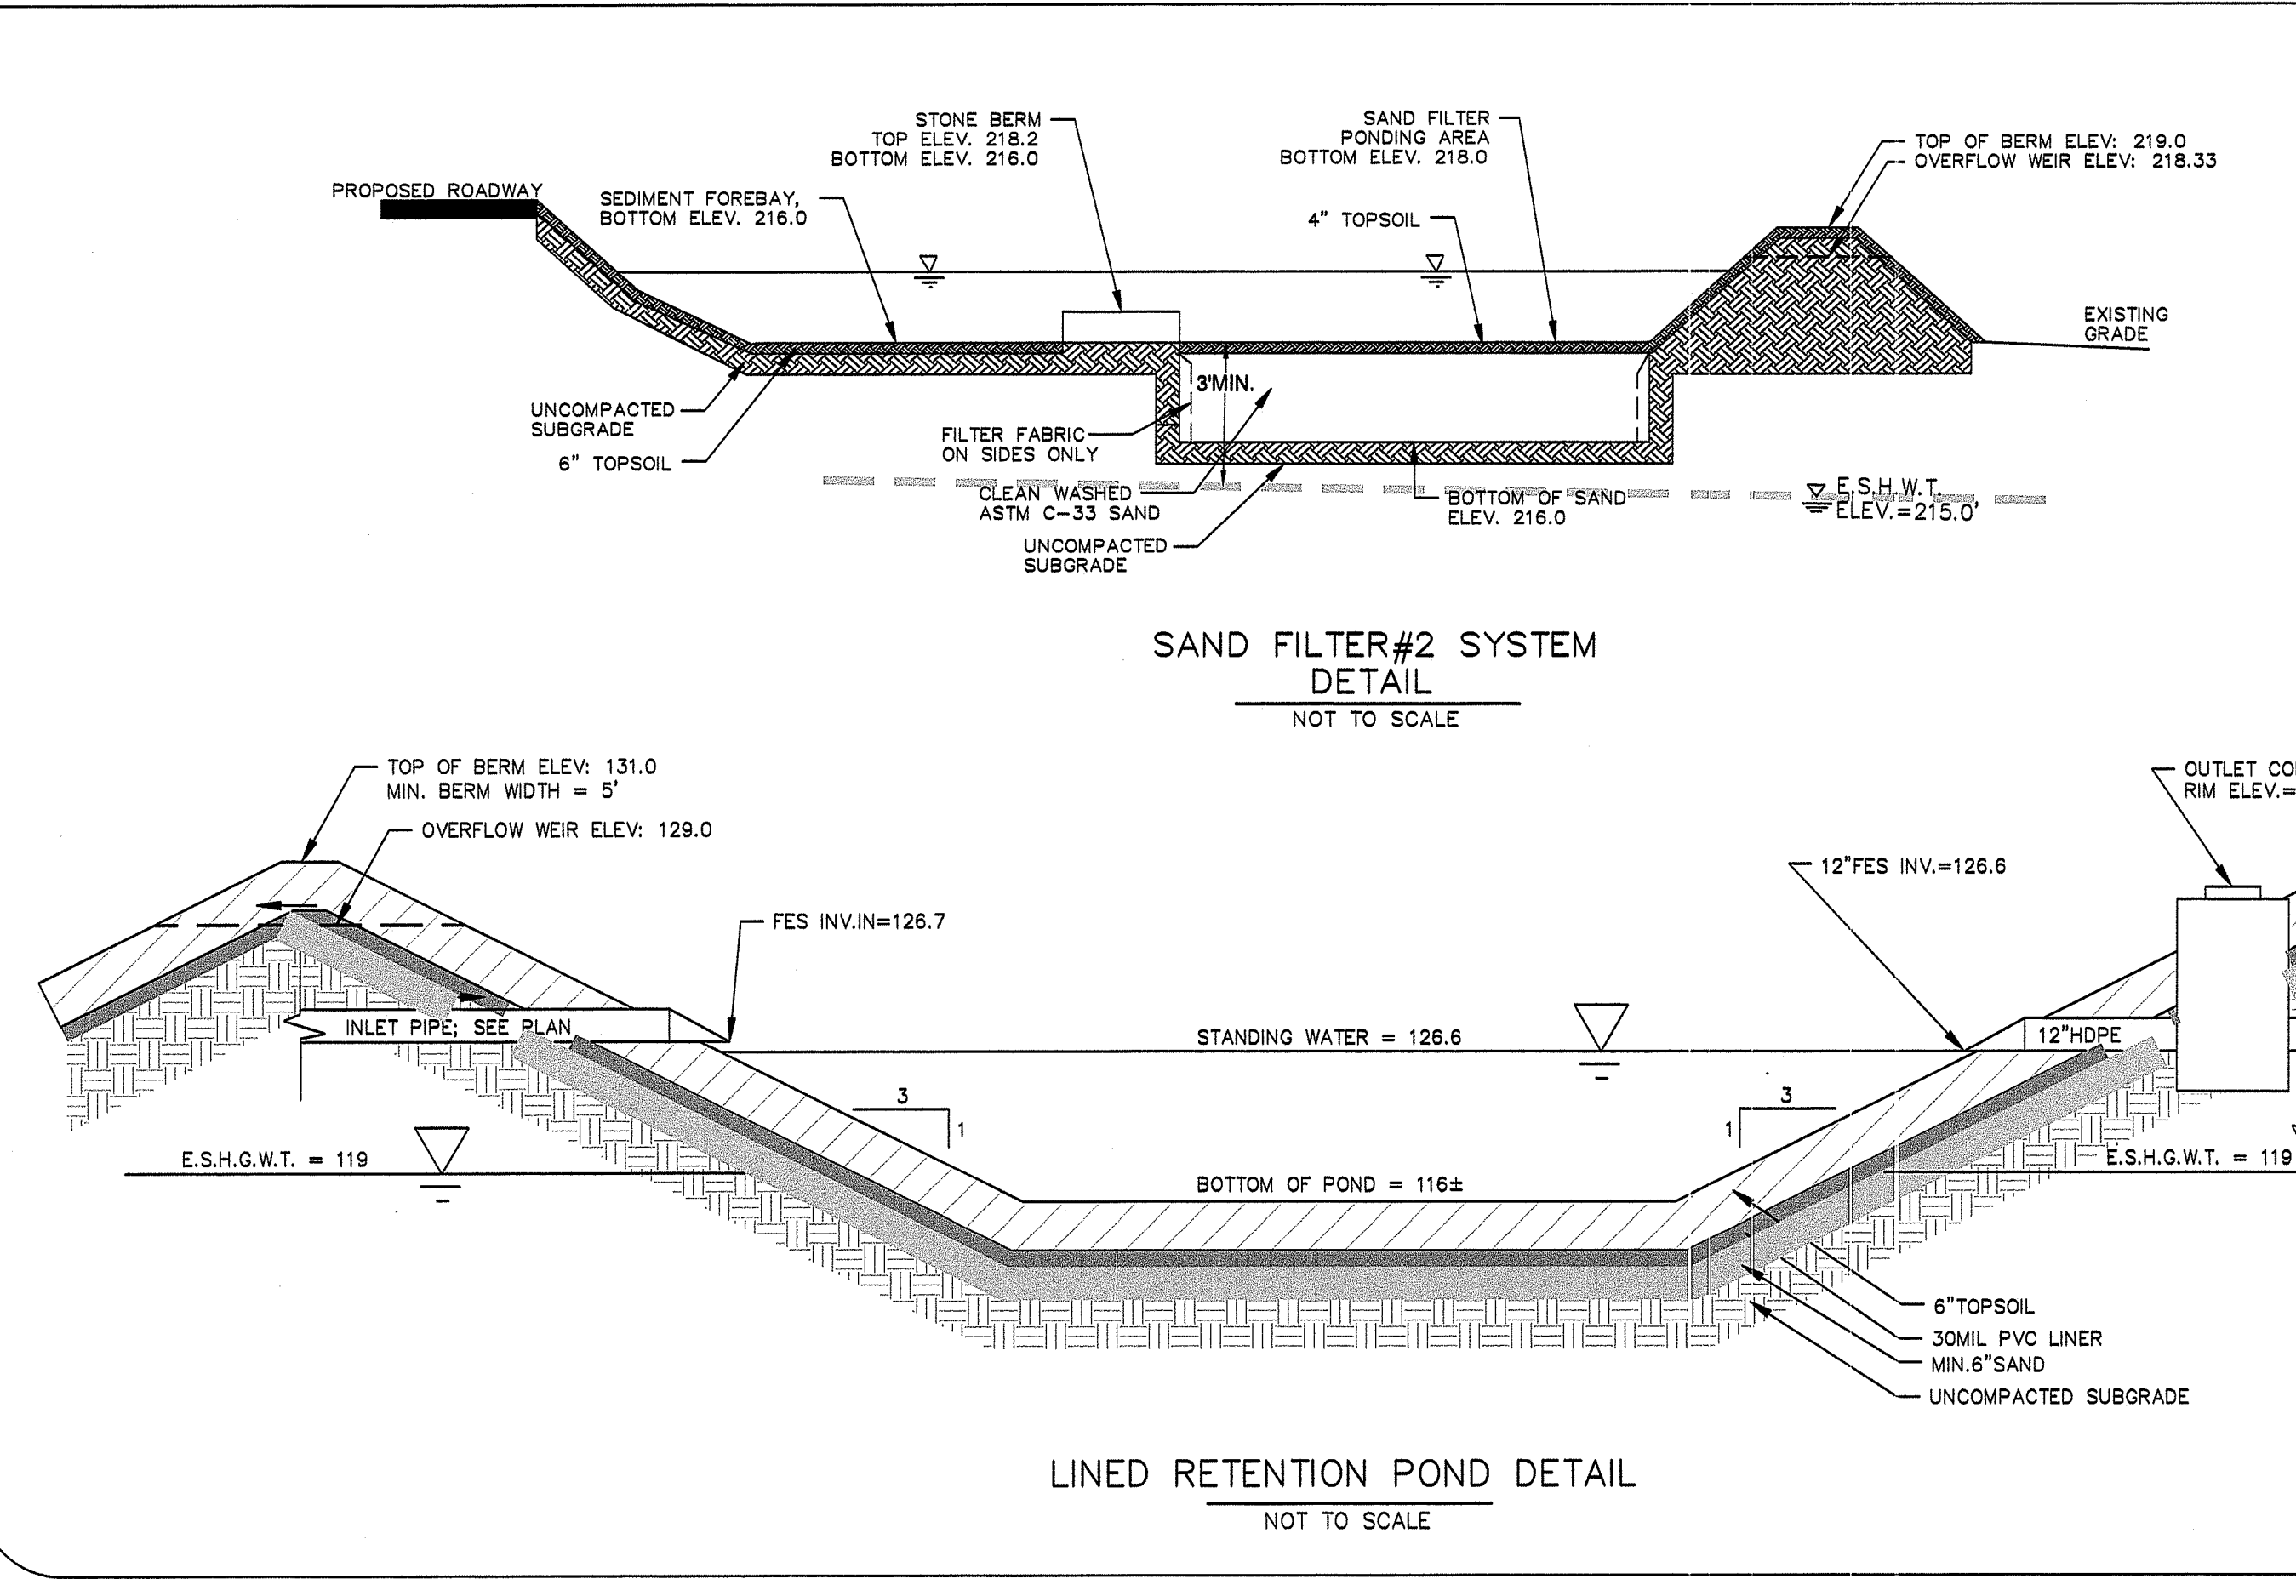 STONE BERM
TOP ELEV. 218.2
BOTTOM ELEV. 216.0
SAND FILTER
PONDING AREA
BOTTOM ELEV. 218.0
TOP OF BERM ELEV: 219.0
OVERFLOW WEIR ELEV: 218.33
PROPOSED ROADWAY
SEDIMENT FOREBAY,
BOTTOM ELEV. 216.0
4" TOPSOIL
EXISTING
GRADE
3'MIN.
UNCOMPACTED
SUBGRADE
6" TOPSOIL
FILTER FABRIC
ON SIDES ONLY
CLEAN WASHED
ASTM C-33 SAND
UNCOMPACTED
SUBGRADE
BOTTOM OF SAND
ELEV. 216.0
E.S.H.W.T.
ELEV.=215.0'
SAND FILTER#2 SYSTEM
DETAIL
NOT TO SCALE
TOP OF BERM ELEV: 131.0
MIN. BERM WIDTH = 5'
OVERFLOW WEIR ELEV: 129.0
OUTLET CO
RIM ELEV.=
12"FES INV.=126.6
FES INV.IN=126.7
INLET PIPE; SEE PLAN
STANDING WATER = 126.6
12"HDPE
3
1
3
1
E.S.H.G.W.T. = 119
E.S.H.G.W.T. = 119
BOTTOM OF POND = 116±
6"TOPSOIL
30MIL PVC LINER
MIN.6"SAND
UNCOMPACTED SUBGRADE
LINED RETENTION POND DETAIL
NOT TO SCALE